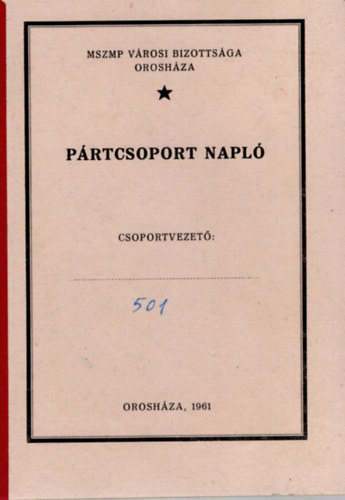 MSZMP VÁROSI BIZOTTSÁGA
OROSHÁZA
★
PÁRTCSOPORT NAPLÓ
CSOPORTVEZETŐ:
501
OROSHÁZA, 1961